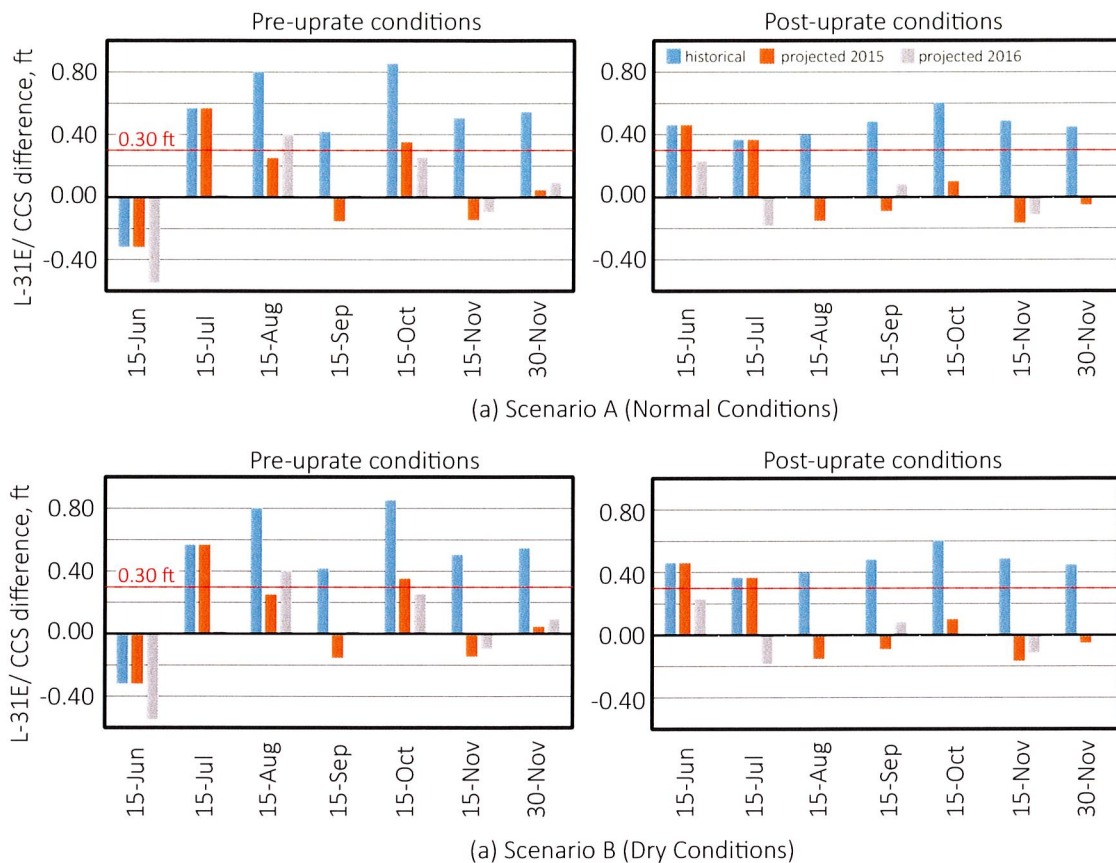 Pre-uprate conditions
Post-uprate conditions
L-31E/ CCS difference, ft
0.80
0.40
0.00
-0.40
0.30 ft
0.80
0.40
0.00
-0.40
historical projected 2015 projected 2016
15-Jun
15-Jul
15-Aug
15-Sep
15-Oct
15-Nov
30-Nov
15-Jun
15-Jul
15-Aug
15-Sep
15-Oct
15-Nov
30-Nov
(a) Scenario A (Normal Conditions)
Pre-uprate conditions
Post-uprate conditions
L-31E/ CCS difference, ft
0.80
0.40
0.00
-0.40
0.30 ft
0.80
0.40
0.00
-0.40
15-Jun
15-Jul
15-Aug
15-Sep
15-Oct
15-Nov
30-Nov
15-Jun
15-Jul
15-Aug
15-Sep
15-Oct
15-Nov
30-Nov
(a) Scenario B (Dry Conditions)